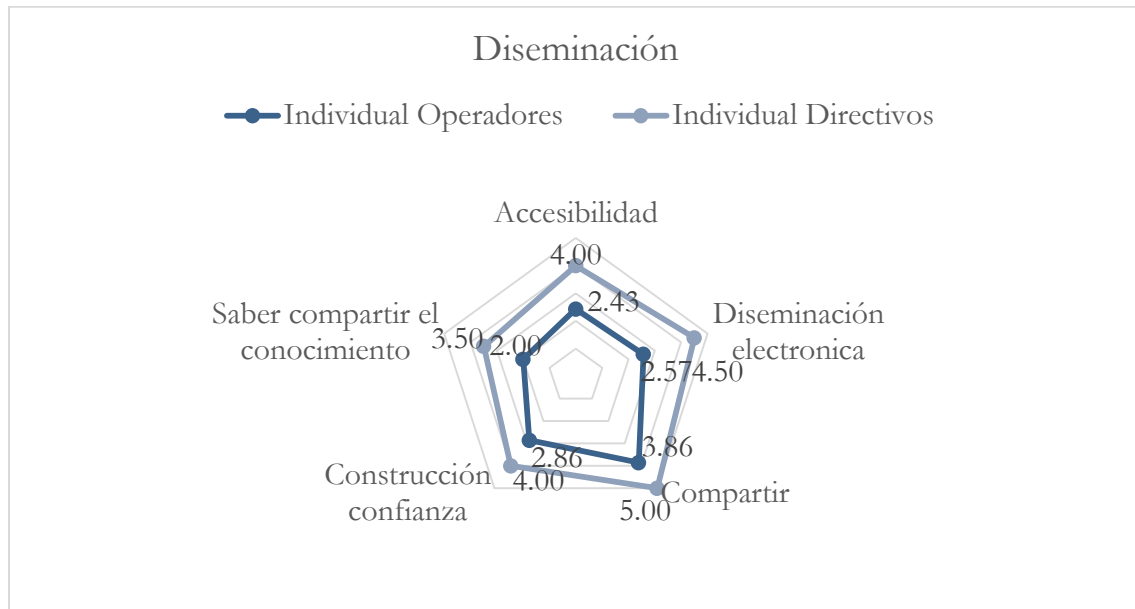 Diseminación
Individual Operadores Individual Directivos
Accesibilidad
4.00
2.43
Diseminación
electronica
2.57 4.50
3.86
Compartir
5.00
2.86
4.00
Construcción
confianza
Saber compartir el
conocimiento
3.50
2.00